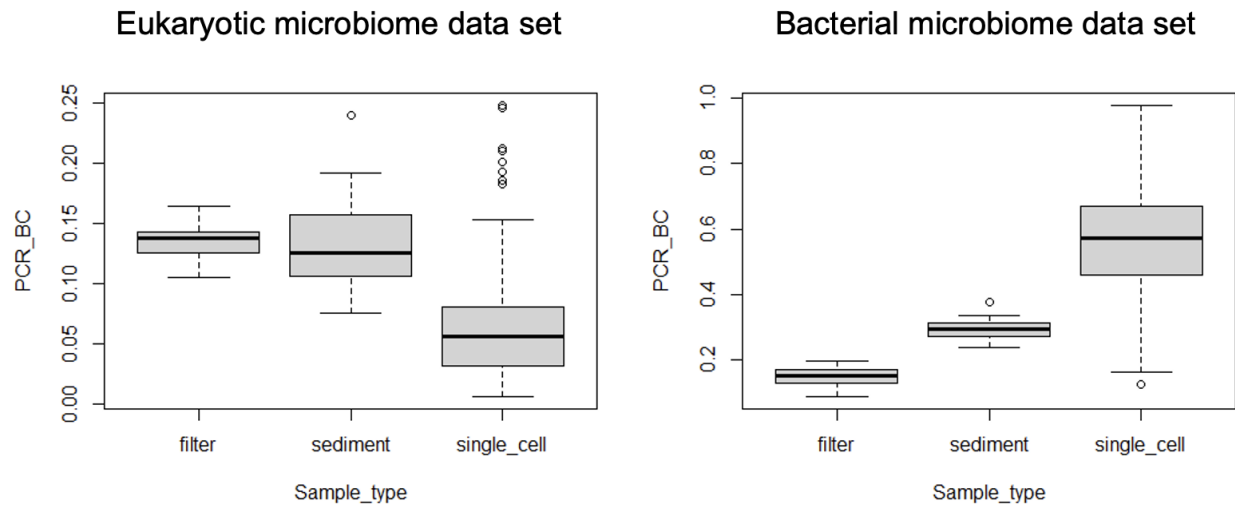 Eukaryotic microbiome data set
PCR_BC
0.25
0.20
0.15
0.10
0.05
0.00
filter sediment single_cell
Sample_type
Bacterial microbiome data set
PCR_BC
1.0
0.8
0.6
0.4
0.2
filter sediment single_cell
Sample_type